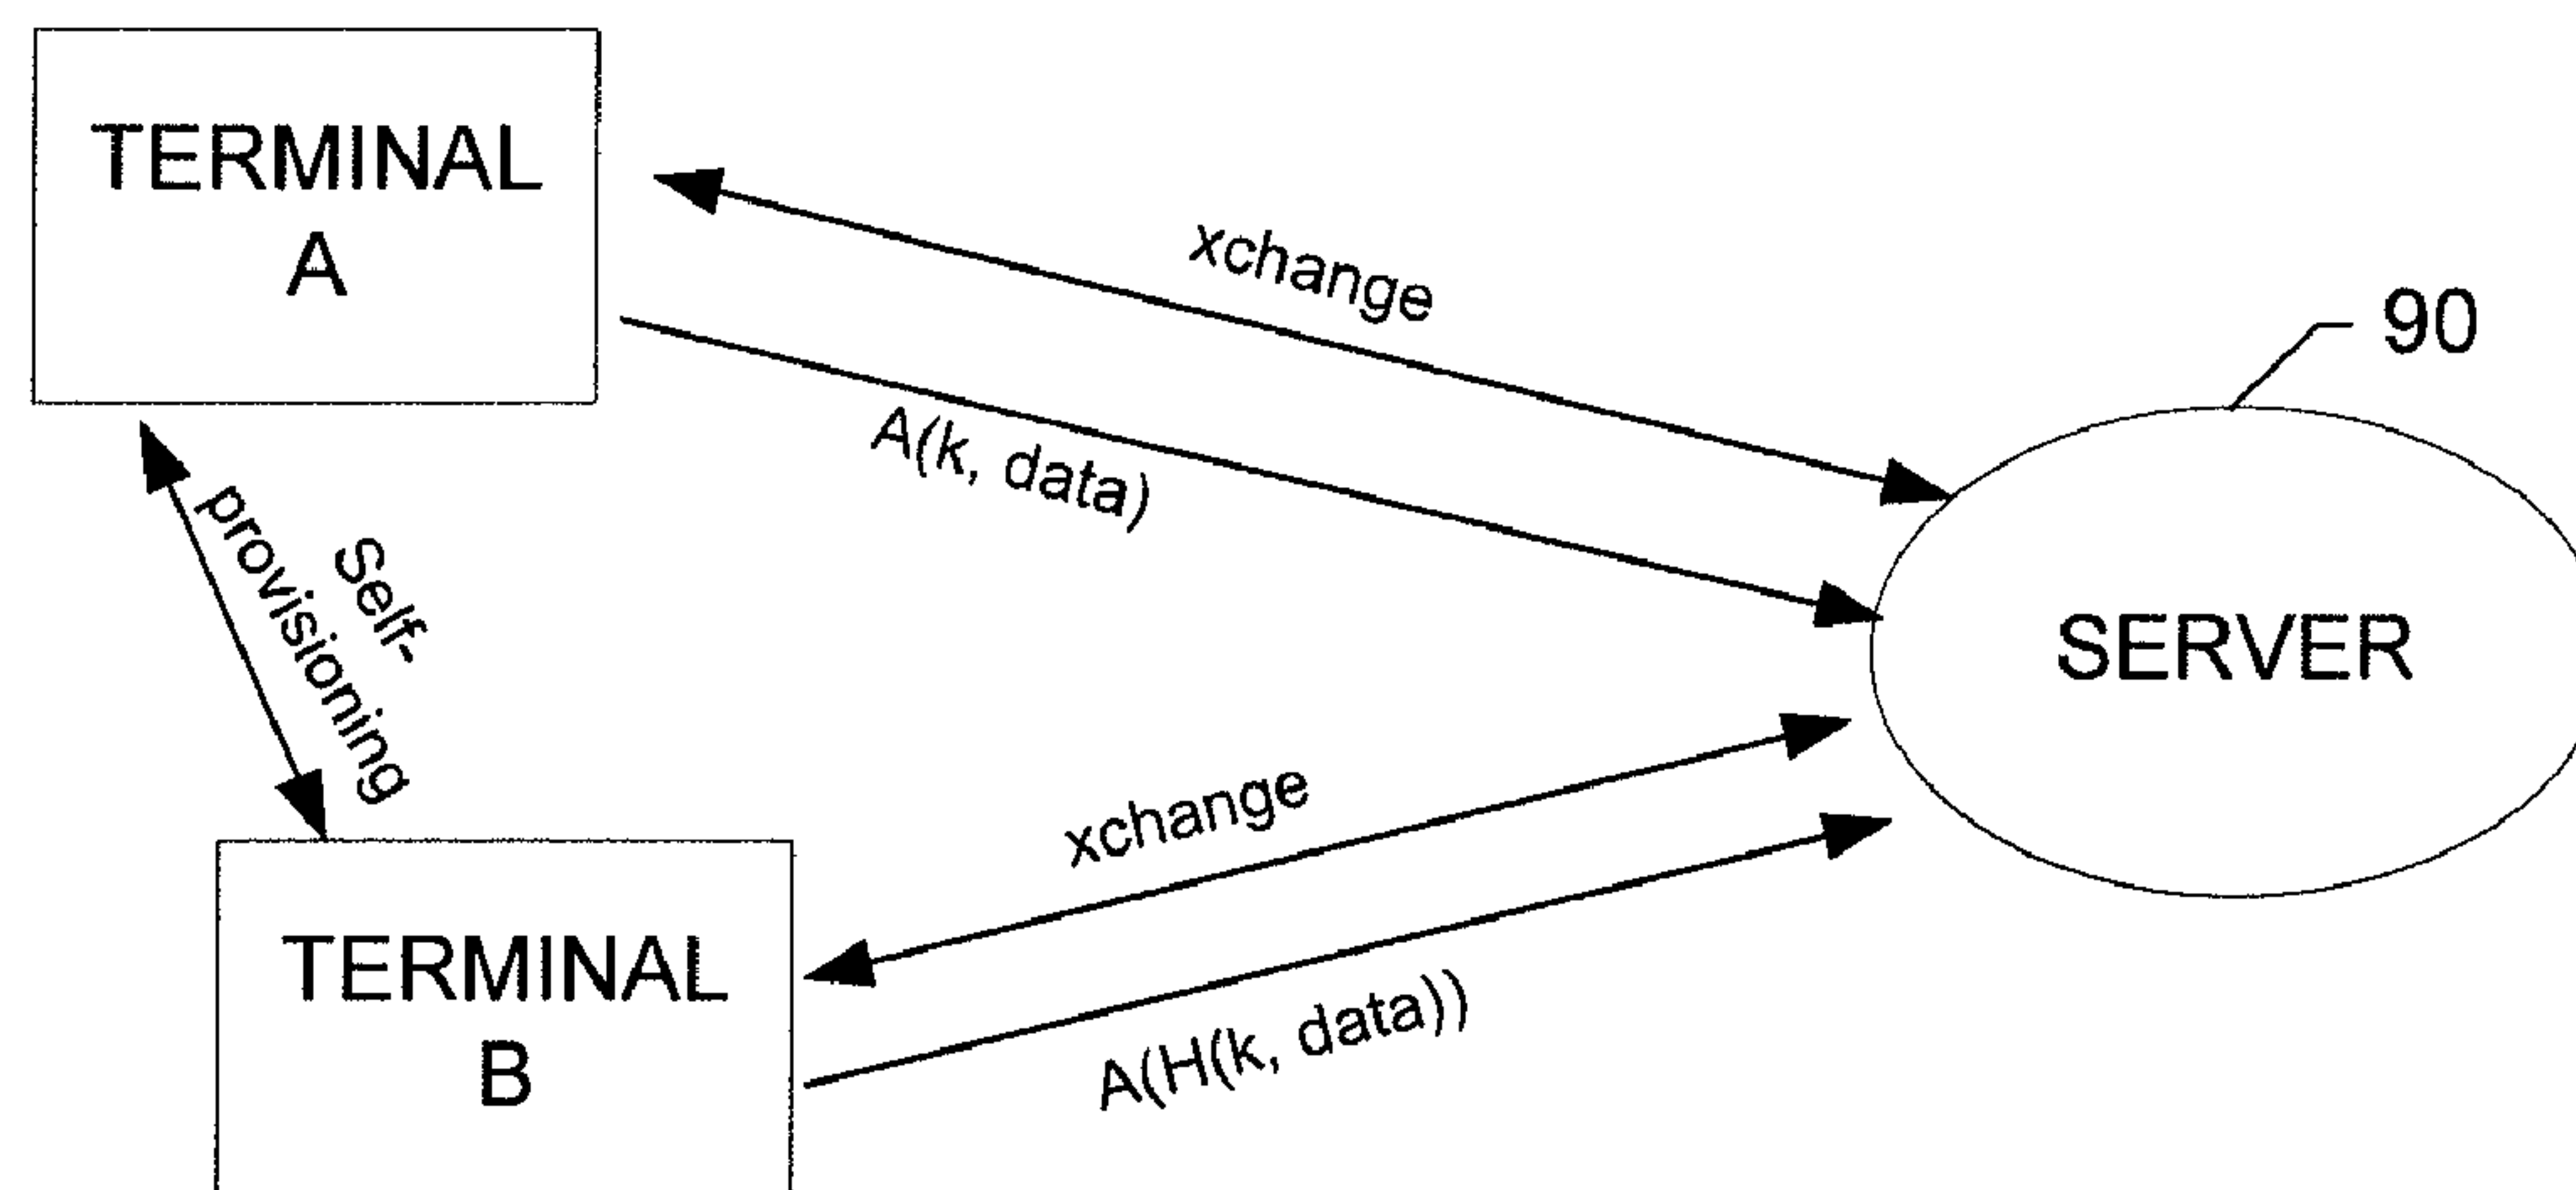 TERMINAL
A
xchange
90
A(k, data)
Self-
provisioning
SERVER
xchange
TERMINAL
B
A(H(k, data))